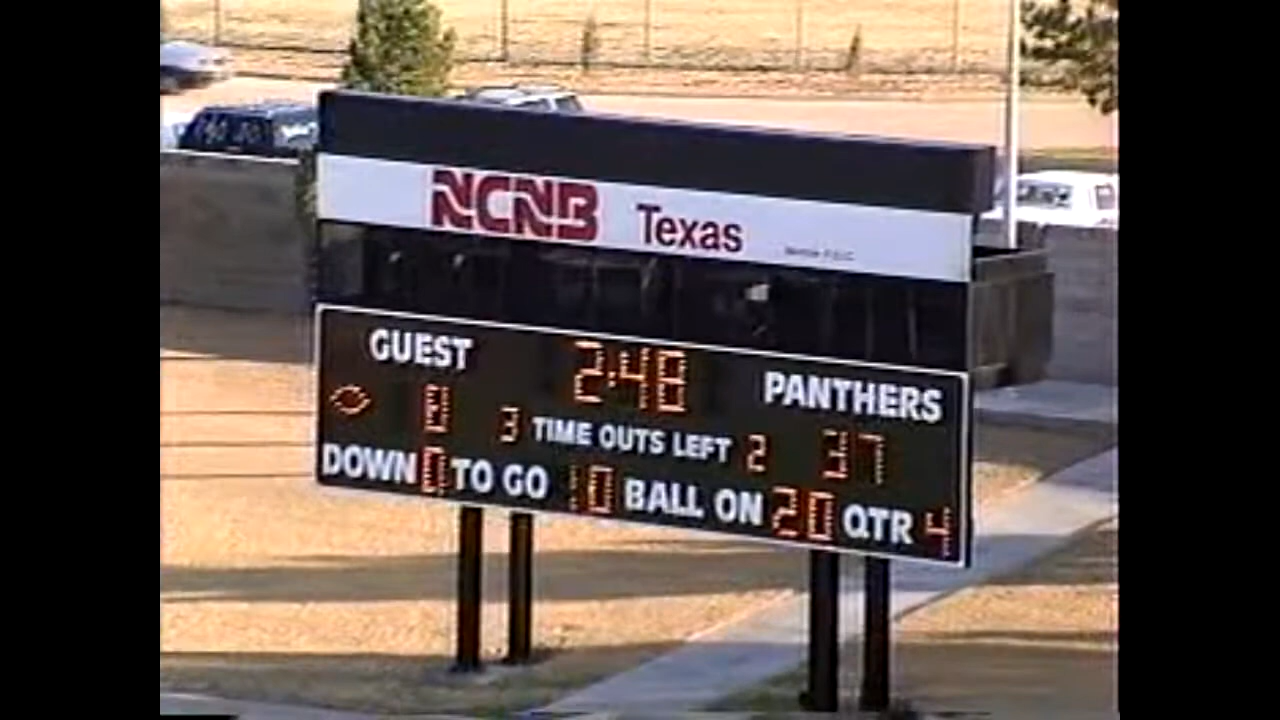 NCNB Texas
GUEST 2:48 PANTHERS
8 3 TIME OUTS LEFT 2 37
DOWN 0 TO GO 10 BALL ON 20 QTR 4